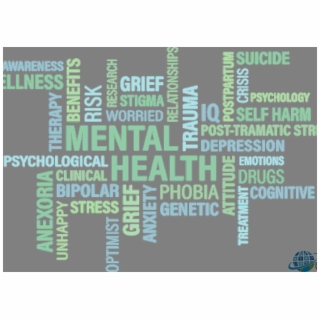 AWARENESS
ELLNESS
THERAPY
BENEFITS
RISK
RESEARCH
GRIEF
STIGMA
WORRIED
RELATIONSHIPS
TRAUMA
IQ
POSTPARTUM
CRISIS
SUICIDE
PSYCHOLOGY
SELF HARM
POST-TRAMATIC STR
MENTAL
DEPRESSION
PSYCHOLOGICAL
HEALTH
EMOTIONS
CLINICAL
DRUGS
BIPOLAR
PHOBIA
ATTITUDE
COGNITIVE
ANEXORIA
UNHAPPY
STRESS
OPTIMIST
GRIEF
ANXIETY
GENETIC
TREATMENT